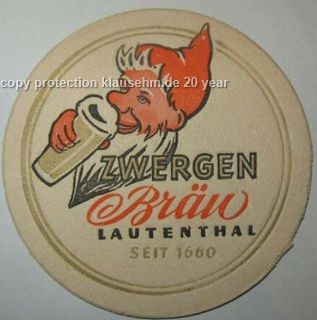 copy protection klausehm.de 20 year
ZWERGEN
Bräu
LAUTENTHAL
SEIT 1660